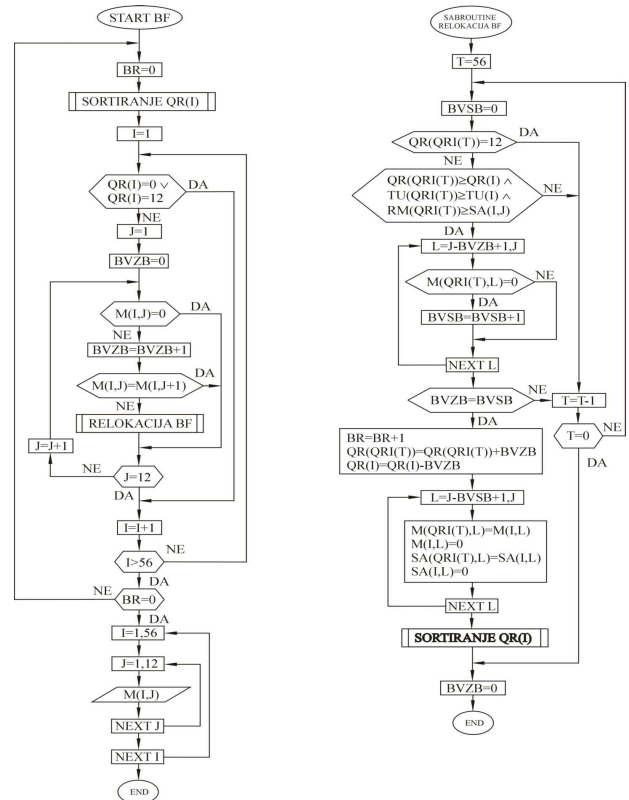 START BF
BR=0
SORTIRANJE QR(I)
I=1
QR(I)=0 ∨
QR(I)=12
DA
NE
J=1
BVZB=0
M(I,J)=0
DA
NE
BVZB=BVZB+1
M(I,J)=M(I,J+1)
DA
NE
RELOKACIJA BF
J=J+1
NE
J=12
DA
I=I+1
I>56
NE
DA
NE
BR=0
DA
I=1,56
J=1,12
M(I,J)
NEXT J
NEXT I
END
SABROUTINE
RELOKACIJA BF
T=56
BVSB=0
QR(QRI(T))=12
DA
NE
QR(QRI(T))≥QR(I) ∧
TU(QRI(T))≥TU(I) ∧
RM(QRI(T))≥SA(I,J)
NE
DA
L=J-BVZB+1,J
M(QRI(T),L)=0
NE
DA
BVSB=BVSB+1
NEXT L
BVZB=BVSB
NE
T=T-1
DA
T=0
NE
DA
BR=BR+1
QR(QRI(T))=QR(QRI(T))+BVZB
QR(I)=QR(I)-BVZB
L=J-BVSB+1,J
M(QRI(T),L)=M(I,L)
M(I,L)=0
SA(QRI(T),L)=SA(I,L)
SA(I,L)=0
NEXT L
SORTIRANJE QR(I)
BVZB=0
END